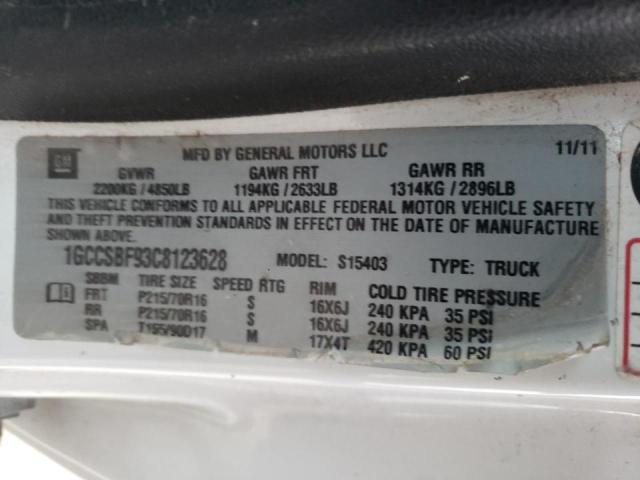 GM
MFD BY GENERAL MOTORS LLC 11/11
GVWR GAWR FRT GAWR RR
2200KG / 4850LB 1194KG / 2633LB 1314KG / 2896LB
THIS VEHICLE CONFORMS TO ALL APPLICABLE FEDERAL MOTOR VEHICLE SAFETY
AND THEFT PREVENTION STANDARDS IN EFFECT ON THE DATE OF MANUFACTURE
SHOWN ABOVE.
1GCCSBF93C8123628 MODEL: S15403 TYPE: TRUCK
SBBM TIRE SIZE SPEED RTG RIM COLD TIRE PRESSURE
FRT P215/70R16 S 16X6J 240 KPA 35 PSI
RR P215/70R16 S 16X6J 240 KPA 35 PSI
SPA T155/90D17 M 17X4T 420 KPA 60 PSI